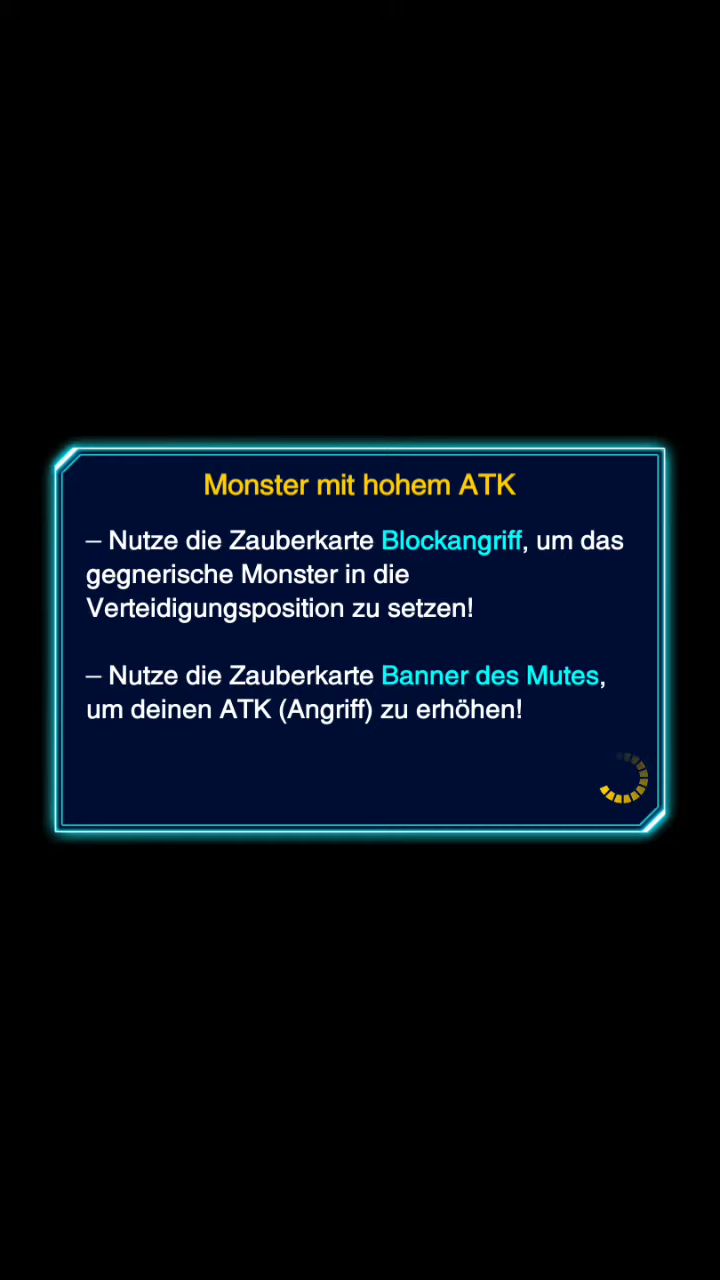 Monster mit hohem ATK
– Nutze die Zauberkarte Blockangriff, um das
gegnerische Monster in die
Verteidigungsposition zu setzen!
– Nutze die Zauberkarte Banner des Mutes,
um deinen ATK (Angriff) zu erhöhen!